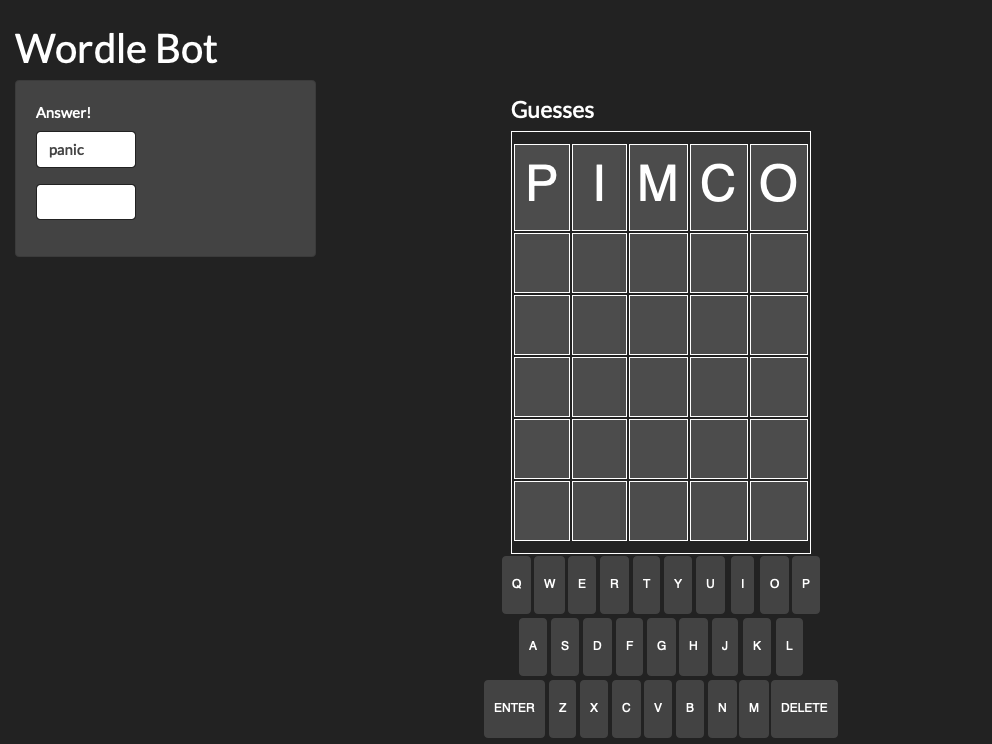 Wordle Bot
Answer!
panic
Guesses
P I M C O
Q W E R T Y U I O P
A S D F G H J K L
ENTER Z X C V B N M DELETE